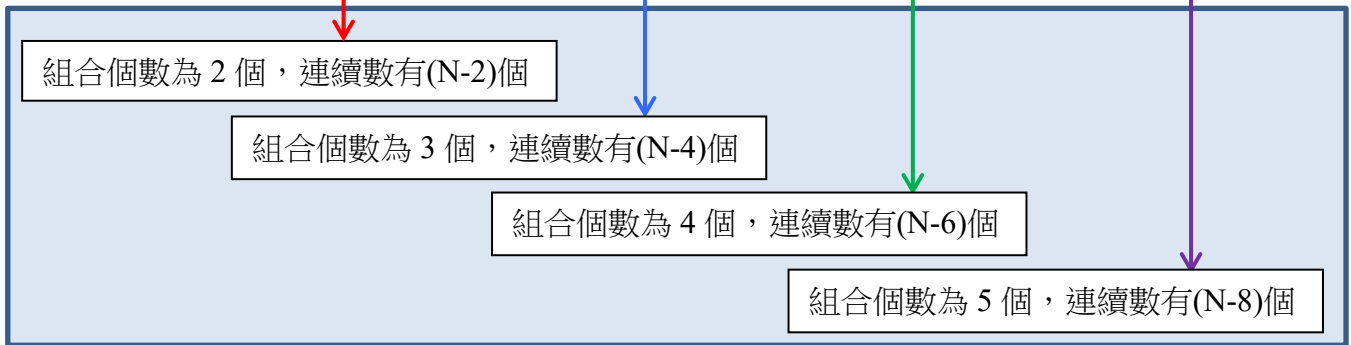 組合個數為 2 個，連續數有(N-2)個
組合個數為 3 個，連續數有(N-4)個
組合個數為 4 個，連續數有(N-6)個
組合個數為 5 個，連續數有(N-8)個